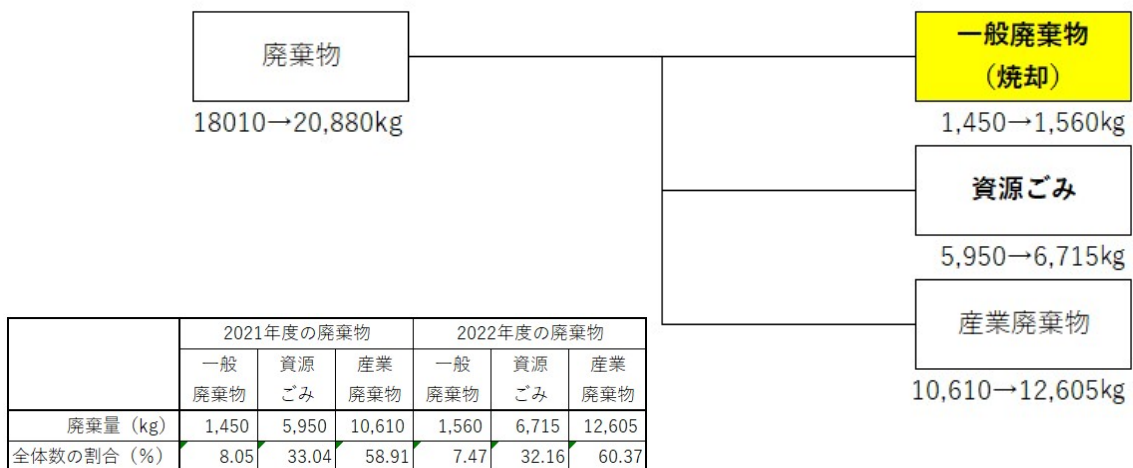 廃棄物
18010→20,880kg
一般廃棄物
（焼却）
1,450→1,560kg
資源ごみ
5,950→6,715kg
産業廃棄物
10,610→12,605kg
2021年度の廃棄物 2022年度の廃棄物
一般 資源 産業 一般 資源 産業
廃棄物 ごみ 廃棄物 廃棄物 ごみ 廃棄物
廃棄量（kg） 1,450 5,950 10,610 1,560 6,715 12,605
全体数の割合（%） 8.05 33.04 58.91 7.47 32.16 60.37